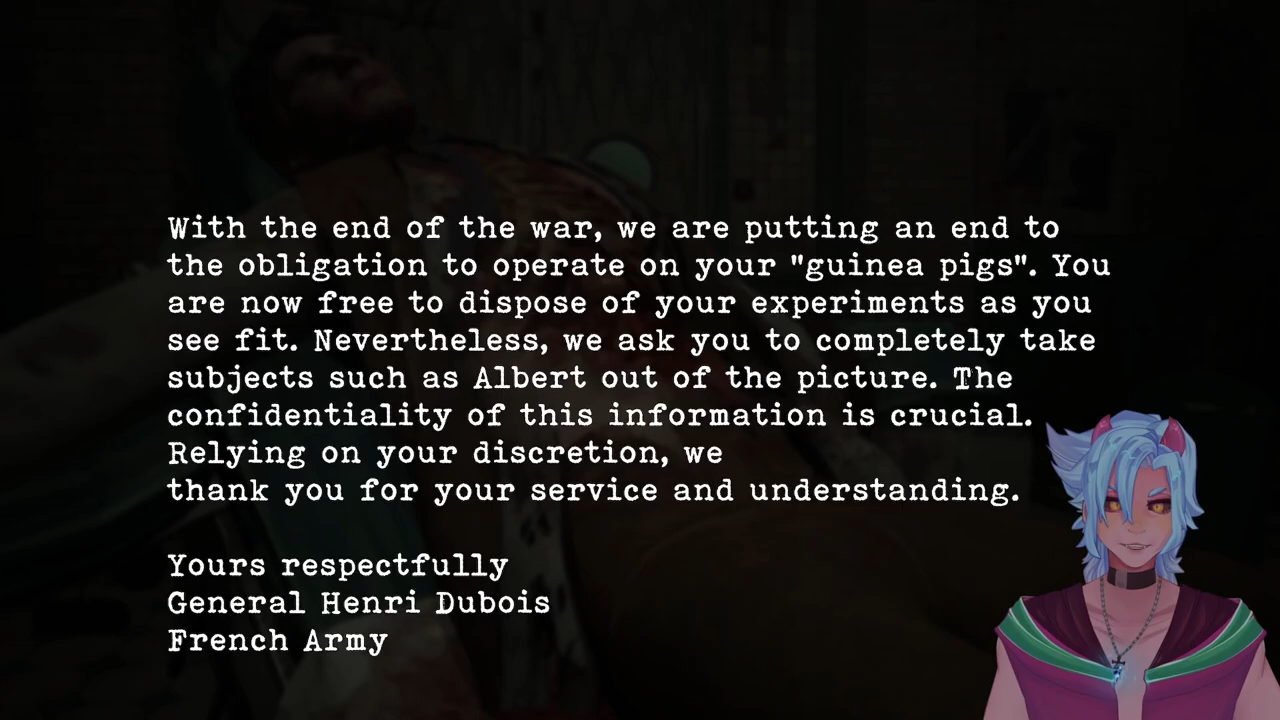 With the end of the war, we are putting an end to
the obligation to operate on your "guinea pigs". You
are now free to dispose of your experiments as you
see fit. Nevertheless, we ask you to completely take
subjects such as Albert out of the picture. The
confidentiality of this information is crucial.
Relying on your discretion, we
thank you for your service and understanding.
Yours respectfully
General Henri Dubois
French Army